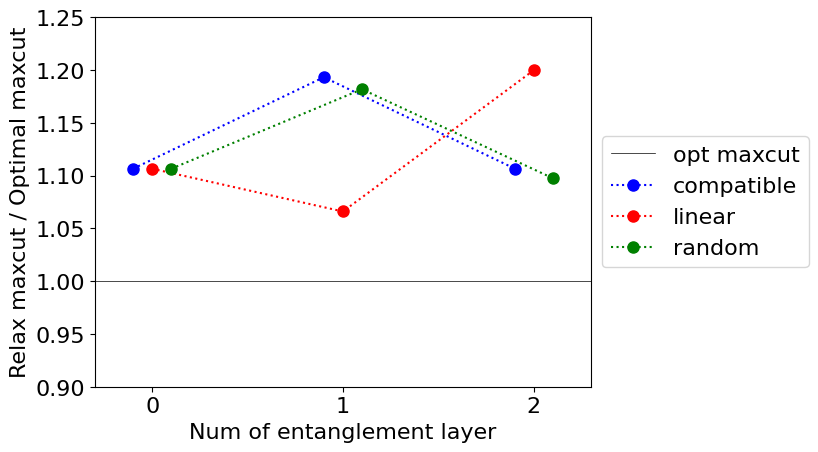 Relax maxcut / Optimal maxcut
1.25
1.20
1.15
1.10
1.05
1.00
0.95
0.90
0
1
2
Num of entanglement layer
opt maxcut
compatible
linear
random